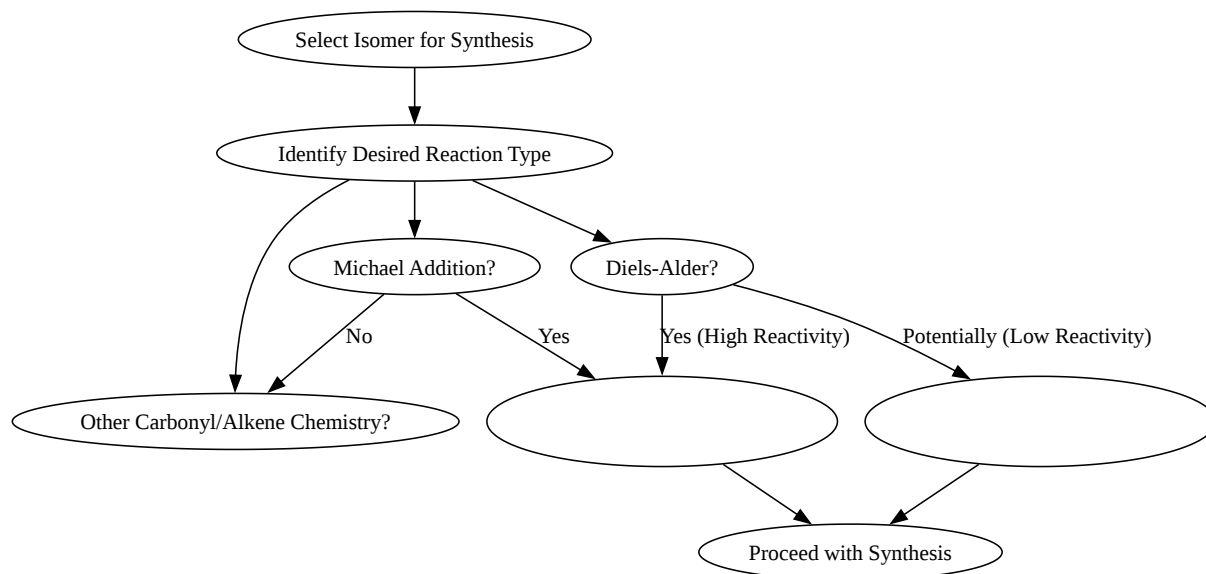 Select Isomer for Synthesis
Identify Desired Reaction Type
Michael Addition?
Diels-Alder?
No
Yes
Yes (High Reactivity)
Potentially (Low Reactivity)
Other Carbonyl/Alkene Chemistry?
Proceed with Synthesis